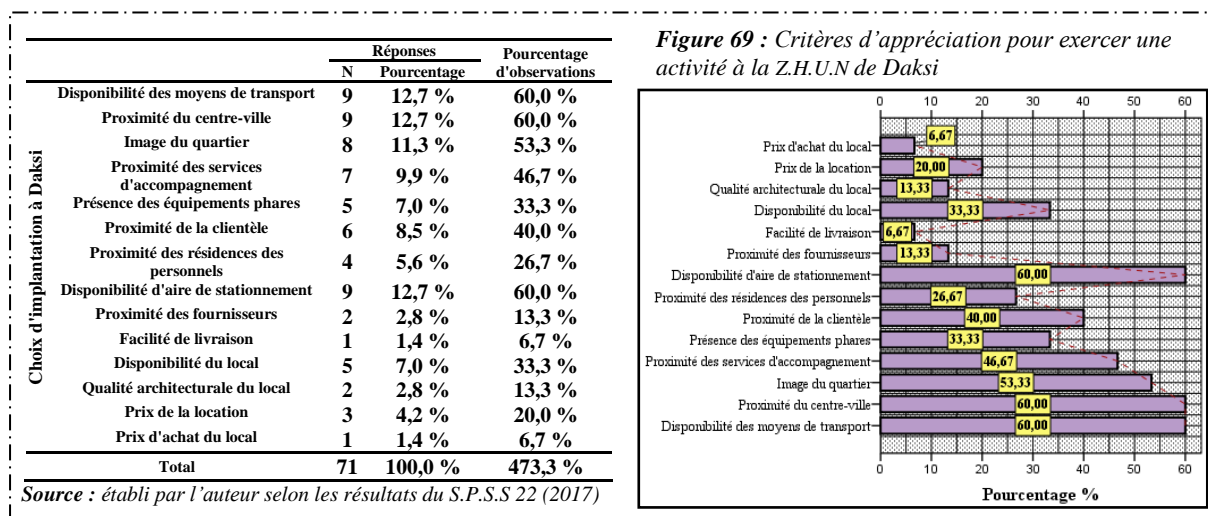 Réponses Pourcentage
N Pourcentage d'observations
Choix d'implantation à Daksi
Disponibilité des moyens de transport 9 12,7 % 60,0 %
Proximité du centre-ville 9 12,7 % 60,0 %
Image du quartier 8 11,3 % 53,3 %
Proximité des services
d'accompagnement 7 9,9 % 46,7 %
Présence des équipements phares 5 7,0 % 33,3 %
Proximité de la clientèle 6 8,5 % 40,0 %
Proximité des résidences des
personnels 4 5,6 % 26,7 %
Disponibilité d'aire de stationnement 9 12,7 % 60,0 %
Proximité des fournisseurs 2 2,8 % 13,3 %
Facilité de livraison 1 1,4 % 6,7 %
Disponibilité du local 5 7,0 % 33,3 %
Qualité architecturale du local 2 2,8 % 13,3 %
Prix de la location 3 4,2 % 20,0 %
Prix d'achat du local 1 1,4 % 6,7 %
Total 71 100,0 % 473,3 %
Source : établi par l'auteur selon les résultats du S.P.S.S 22 (2017)
Figure 69 : Critères d'appréciation pour exercer une
activité à la Z.H.U.N de Daksi
0 10 20 30 40 50 60
Prix d'achat du local 6,67
Prix de la location 20,00
Qualité architecturale du local 13,33
Disponibilité du local 33,33
Facilité de livraison 6,67
Proximité des fournisseurs 13,33
Disponibilité d'aire de stationnement 60,00
Proximité des résidences des personnels 26,67
Proximité de la clientèle 40,00
Présence des équipements phares 33,33
Proximité des services d'accompagnement 46,67
Image du quartier 53,33
Proximité du centre-ville 60,00
Disponibilité des moyens de transport 60,00
0 10 20 30 40 50 60
Pourcentage %